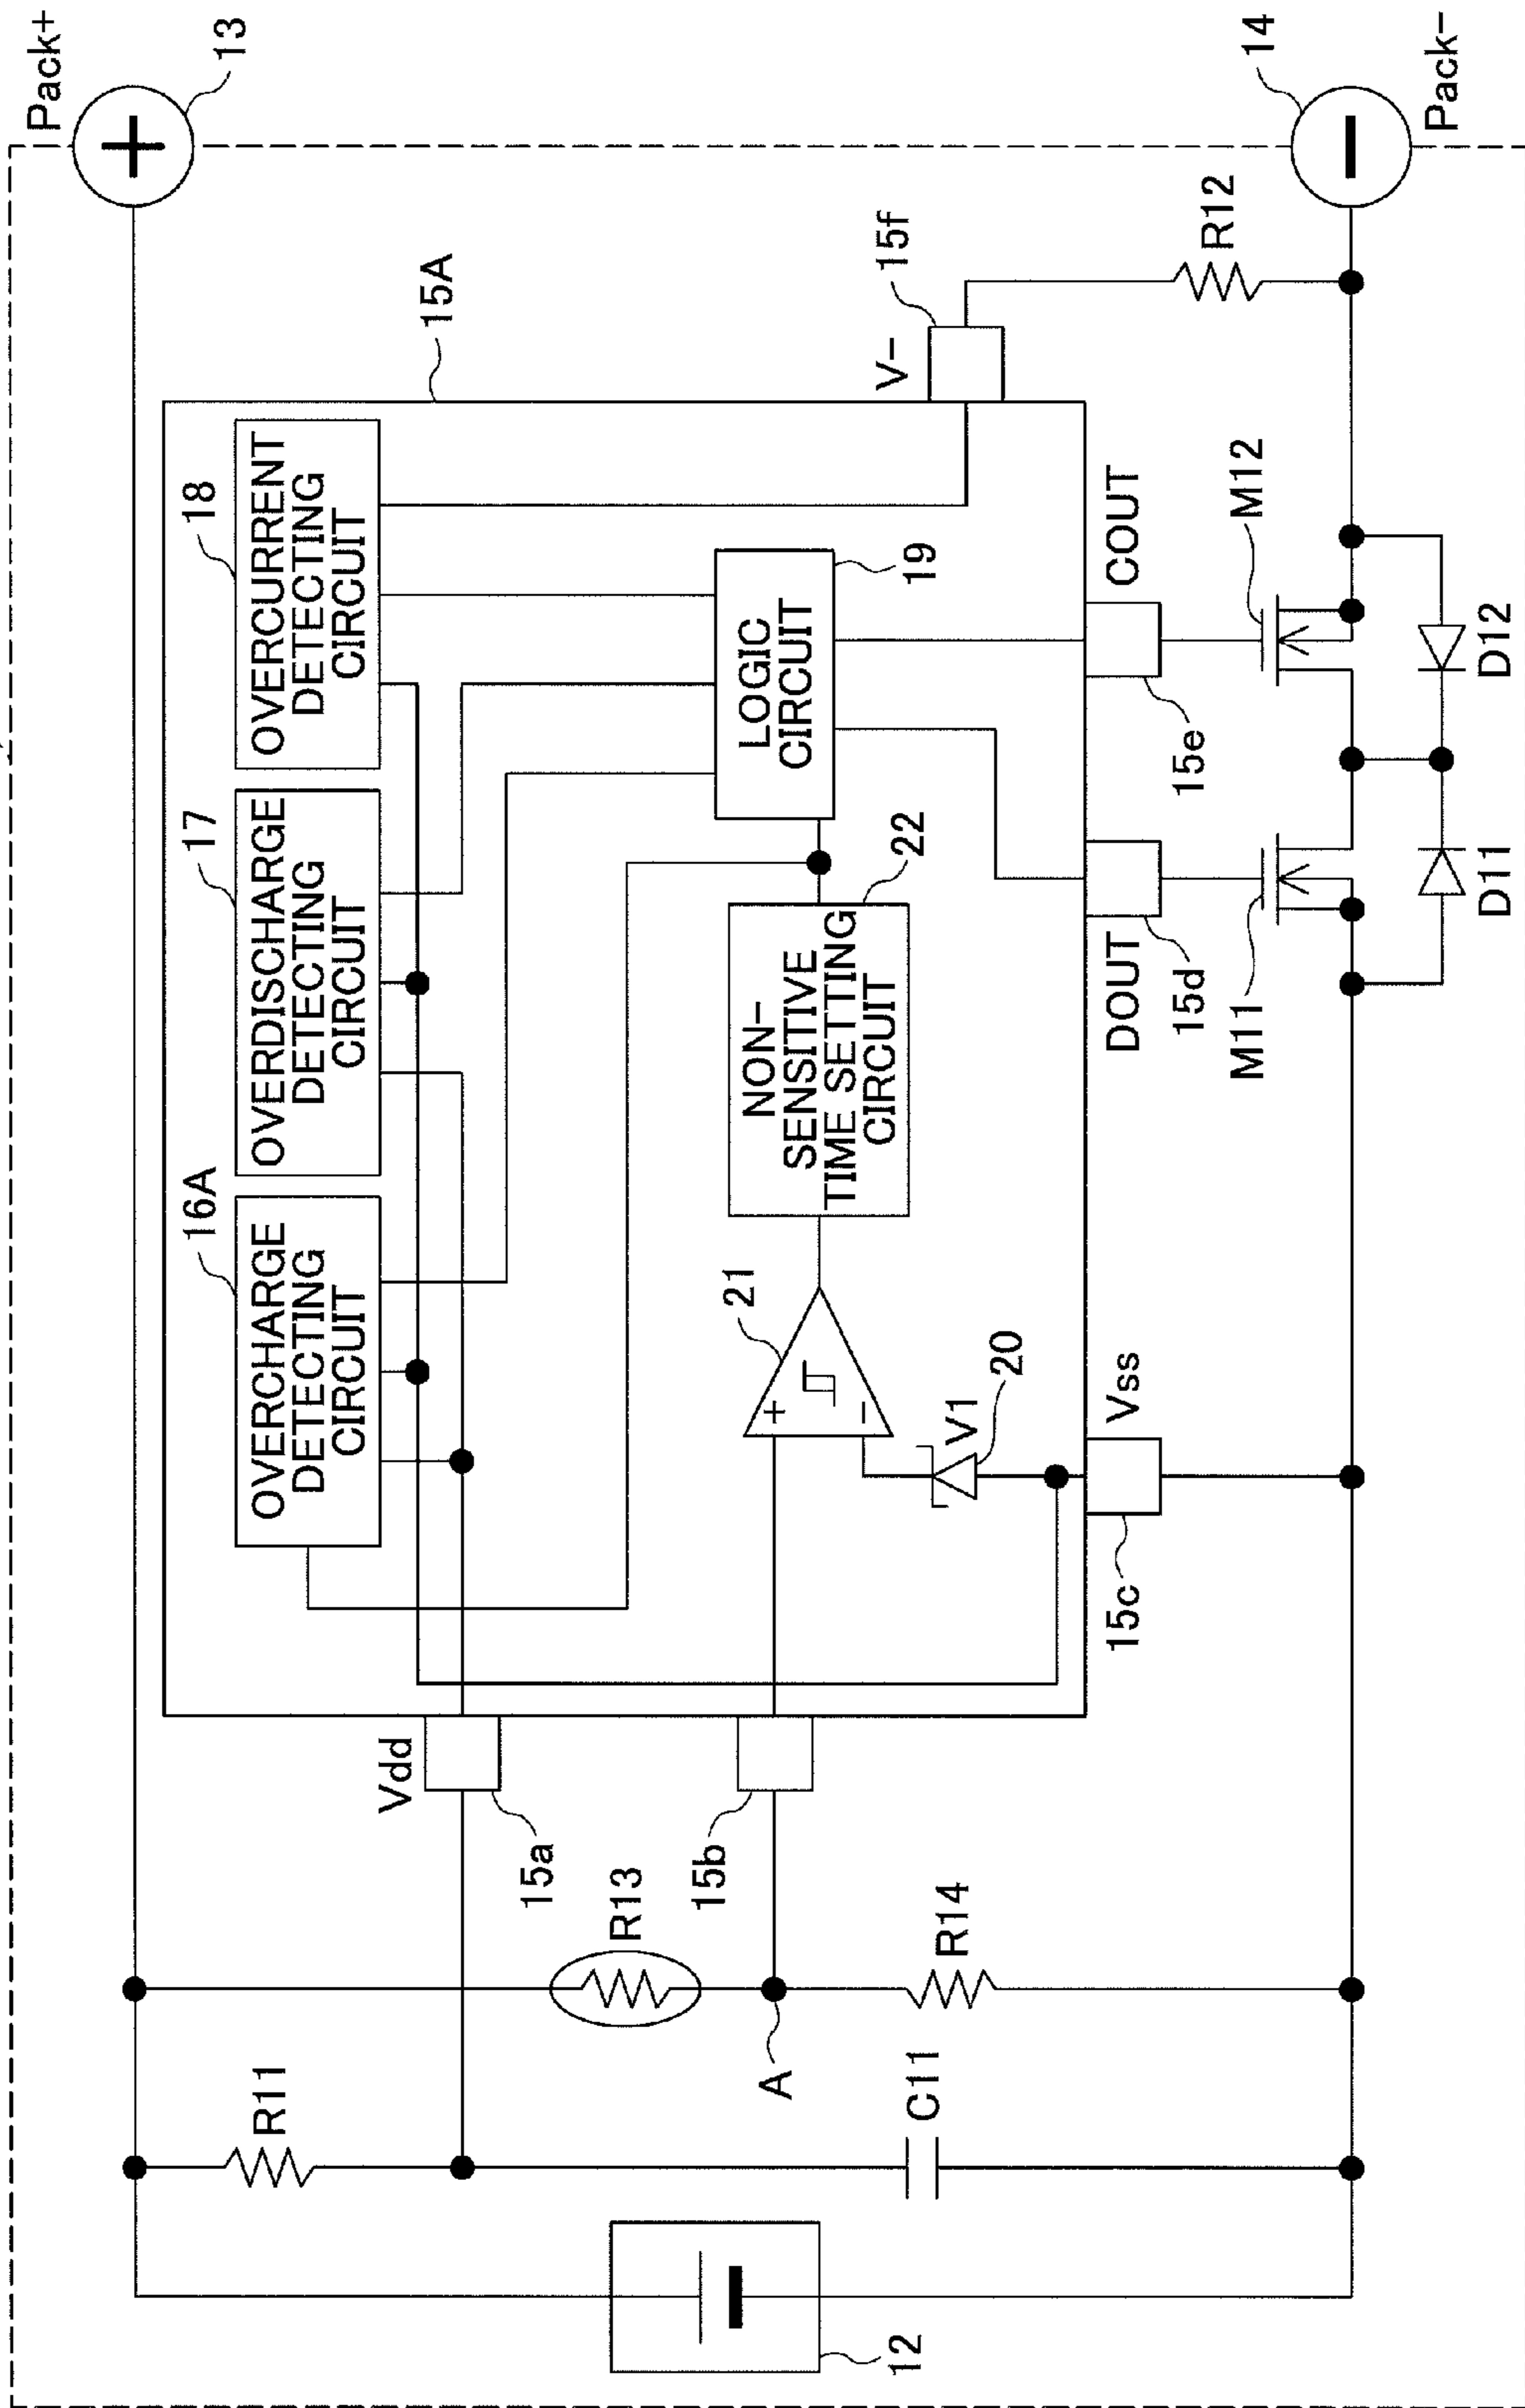 Pack+
13
15A
18
OVERCURRENT
DETECTING
CIRCUIT
17
OVERDISCHARGE
DETECTING
CIRCUIT
16A
OVERCHARGE
DETECTING
CIRCUIT
Vdd
15a
R11
R13
15b
A
R14
C11
12
21
+
−
V1
20
NON-
SENSITIVE
TIME SETTING
CIRCUIT
22
LOGIC
CIRCUIT
19
V−
15f
R12
Vss
15c
DOUT
15d
COUT
15e
M11
M12
D11
D12
14
Pack−